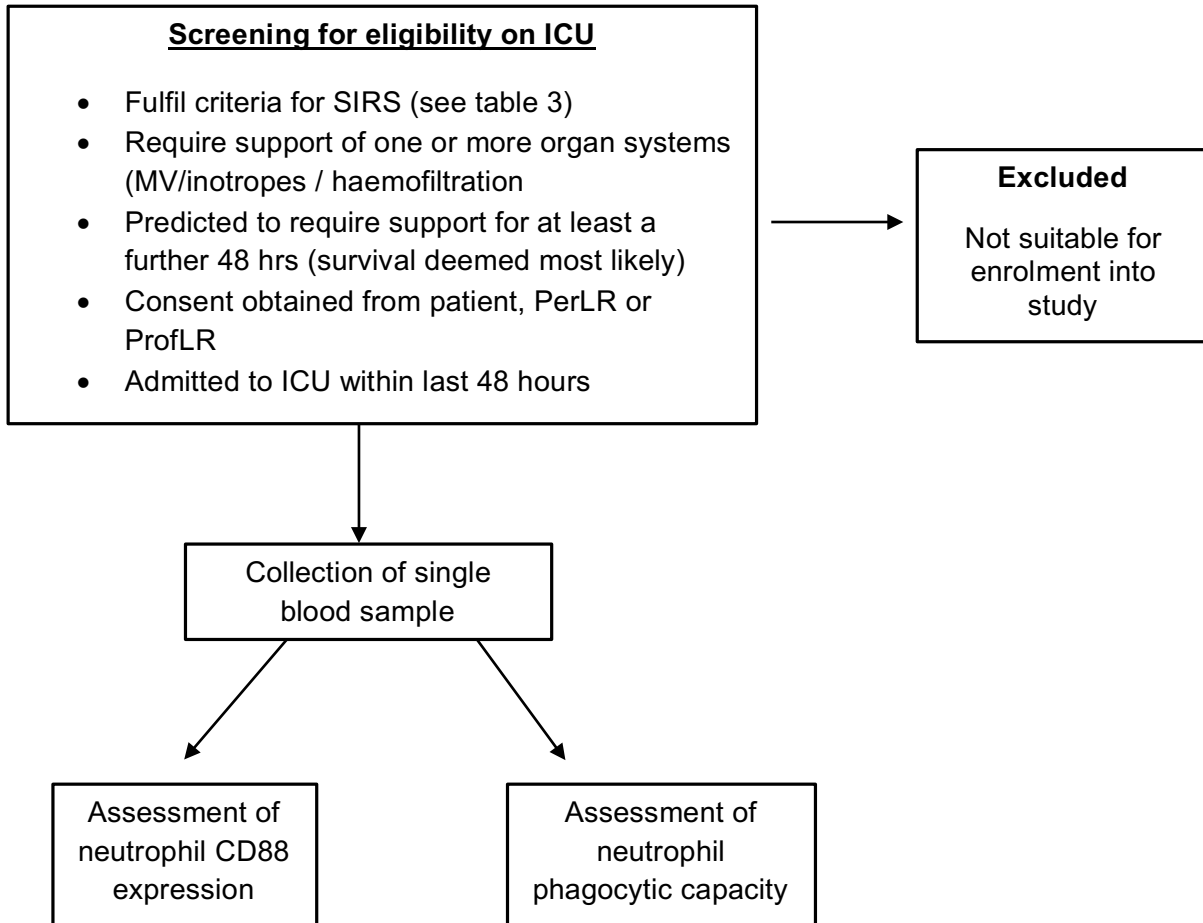 Screening for eligibility on ICU
• Fulfil criteria for SIRS (see table 3)
• Require support of one or more organ systems
(MV/inotropes / haemofiltration
• Predicted to require support for at least a
further 48 hrs (survival deemed most likely)
• Consent obtained from patient, PerLR or
ProfLR
• Admitted to ICU within last 48 hours
Excluded
Not suitable for
enrolment into
study
Collection of single
blood sample
Assessment of
neutrophil CD88
expression
Assessment of
neutrophil
phagocytic capacity